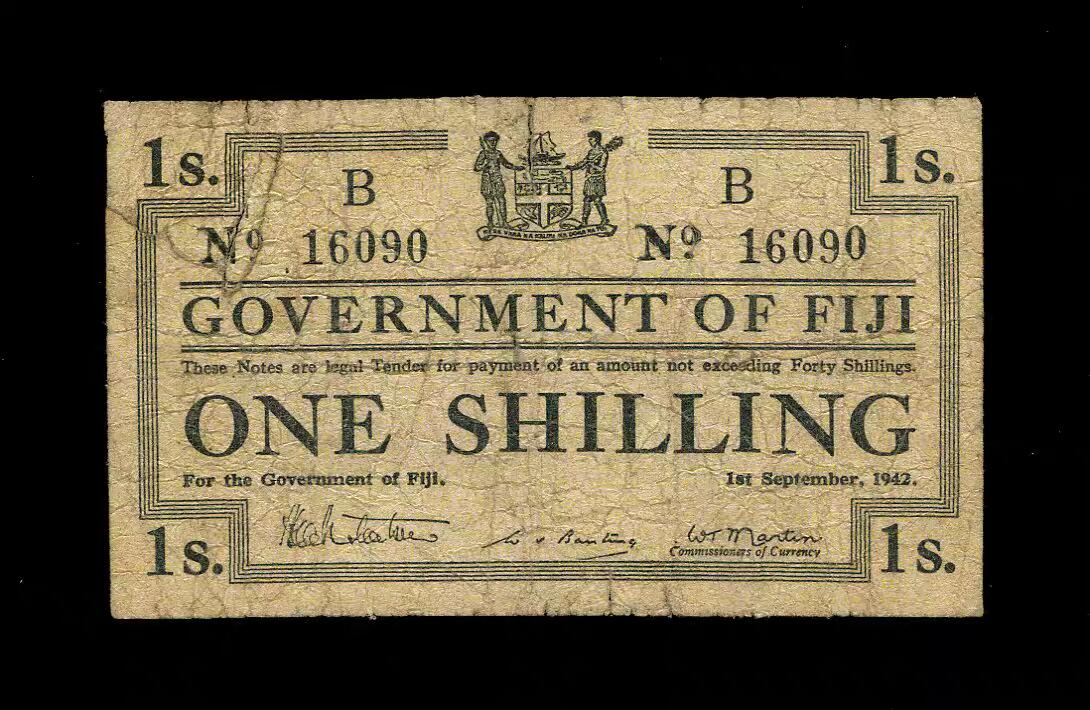 1s. 1s.
B B
Nº 16090 Nº 16090
GOVERNMENT OF FIJI
These Notes are legal Tender for payment of an amount not exceeding Forty Shillings.
ONE SHILLING
For the Government of Fiji. 1st September, 1942.
W v Banting W T Martin
Commissioners of Currency
1s. 1s.